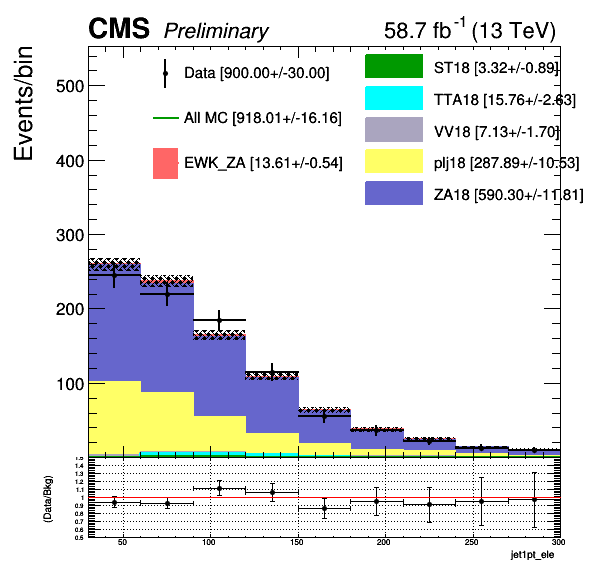 CMS Preliminary 58.7 fb⁻¹ (13 TeV)
Events/bin
500
400
300
200
100
Data [900.00+/-30.00]
All MC [918.01+/-16.16]
EWK_ZA [13.61+/-0.54]
ST18 [3.32+/-0.89]
TTA18 [15.76+/-2.63]
VV18 [7.13+/-1.70]
plj18 [287.89+/-10.53]
ZA18 [590.30+/-11.81]
(Data/Bkg)
1.5
1.4
1.3
1.2
1.1
1
0.9
0.8
0.7
0.6
0.5
50 100 150 200 250 300
jet1pt_ele